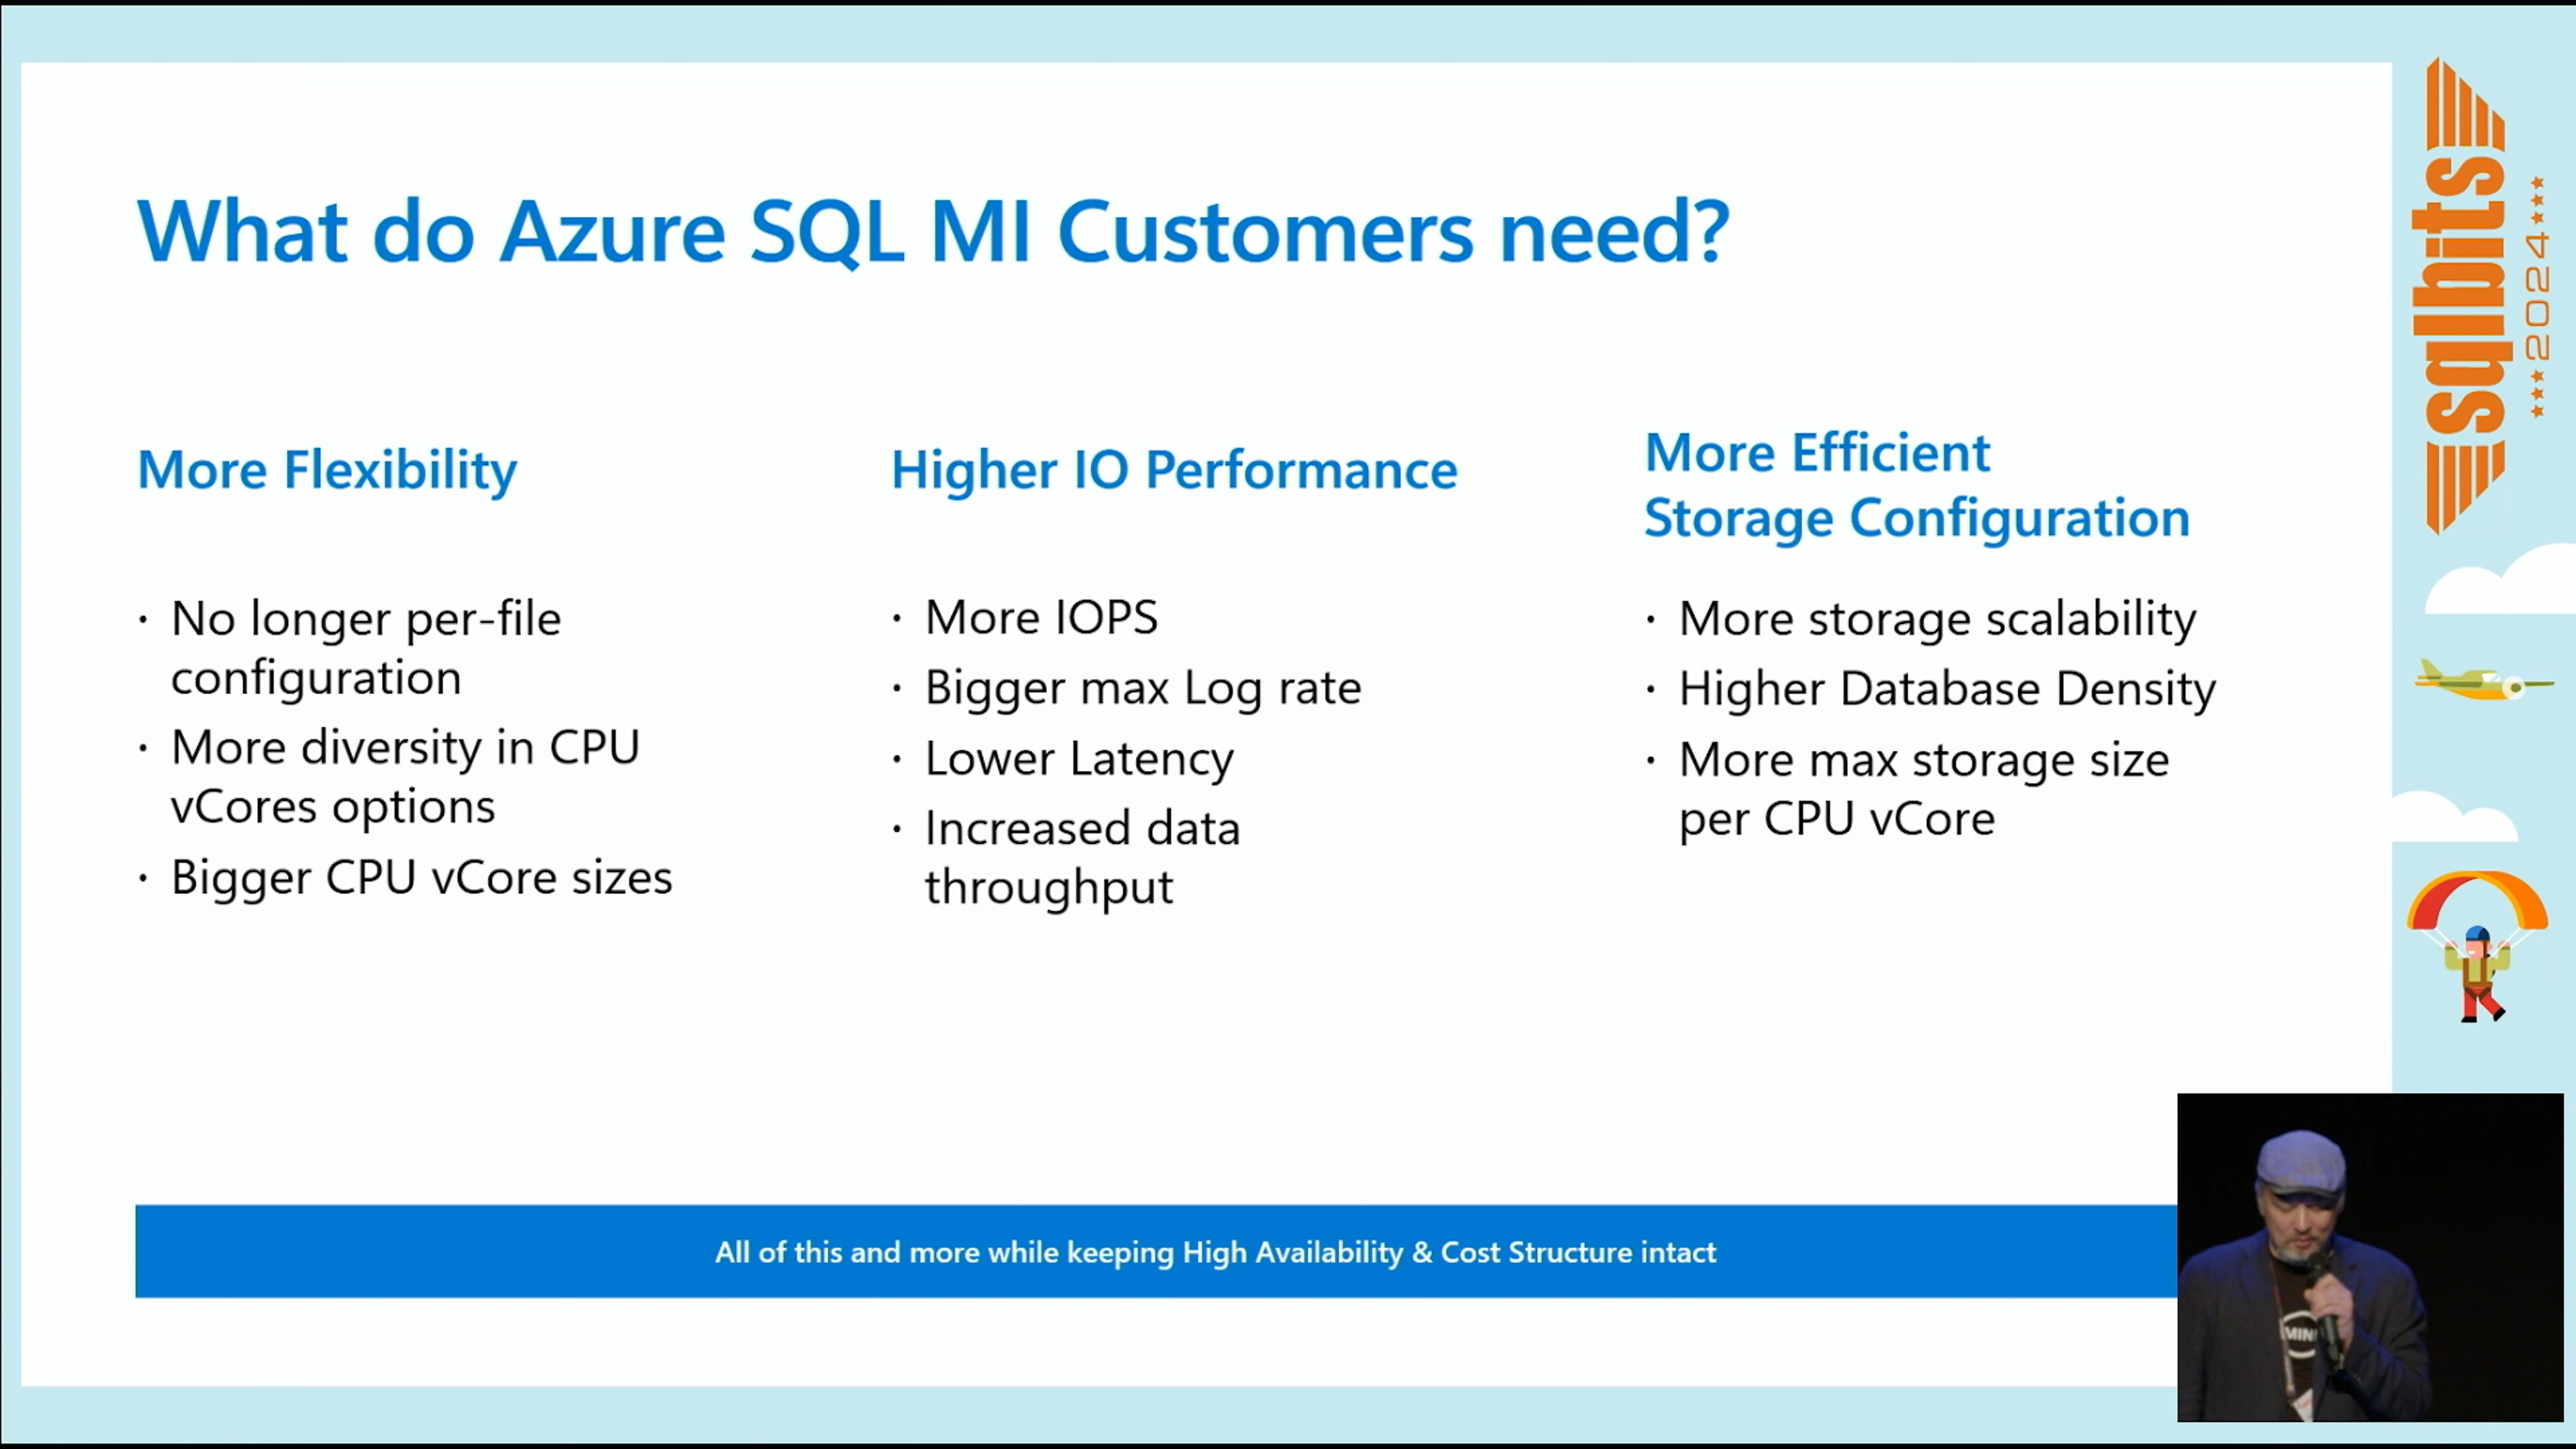 What do Azure SQL MI Customers need?
More Flexibility
· No longer per-file
configuration
· More diversity in CPU
vCores options
· Bigger CPU vCore sizes
Higher IO Performance
· More IOPS
· Bigger max Log rate
· Lower Latency
· Increased data
throughput
More Efficient
Storage Configuration
· More storage scalability
· Higher Database Density
· More max storage size
per CPU vCore
All of this and more while keeping High Availability & Cost Structure intact
sqlbits
2024
MINI